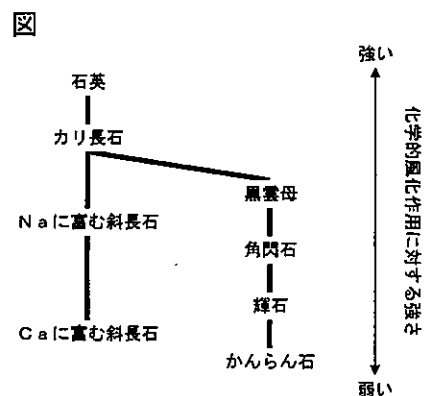 図
強い
石英
カリ長石
黒雲母
Naに富む斜長石
角閃石
輝石
Caに富む斜長石
かんらん石
弱い
化学的風化作用に対する強さ